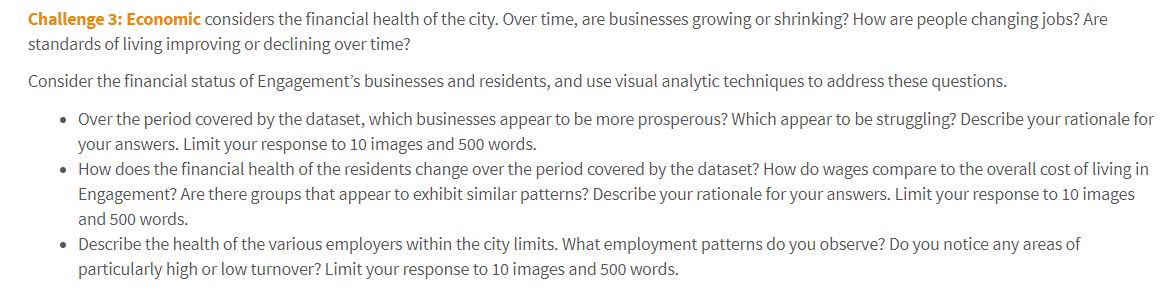 Challenge 3: Economic considers the financial health of the city. Over time, are businesses growing or shrinking? How are people changing jobs? Are
standards of living improving or declining over time?
Consider the financial status of Engagement’s businesses and residents, and use visual analytic techniques to address these questions.
• Over the period covered by the dataset, which businesses appear to be more prosperous? Which appear to be struggling? Describe your rationale for
your answers. Limit your response to 10 images and 500 words.
• How does the financial health of the residents change over the period covered by the dataset? How do wages compare to the overall cost of living in
Engagement? Are there groups that appear to exhibit similar patterns? Describe your rationale for your answers. Limit your response to 10 images
and 500 words.
• Describe the health of the various employers within the city limits. What employment patterns do you observe? Do you notice any areas of
particularly high or low turnover? Limit your response to 10 images and 500 words.